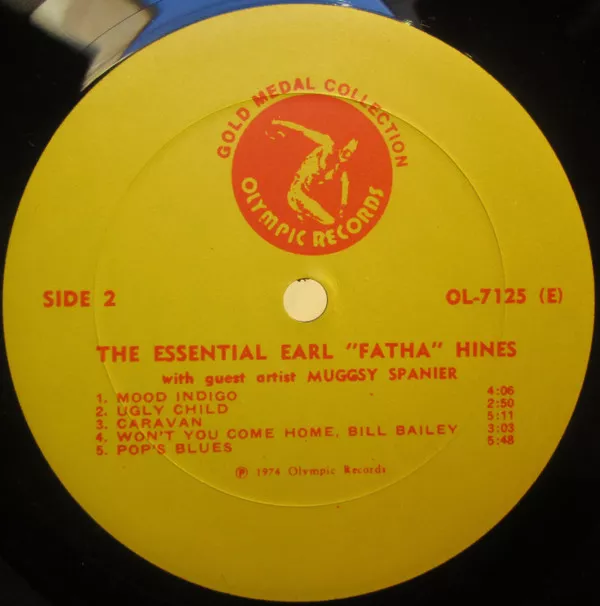 GOLD MEDAL COLLECTION
OLYMPIC RECORDS
SIDE 2
OL-7125 (E)
THE ESSENTIAL EARL "FATHA" HINES
with guest artist MUGGSY SPANIER
1. MOOD INDIGO 4:06
2. UGLY CHILD 2:50
3. CARAVAN 5:11
4. WON'T YOU COME HOME, BILL BAILEY 3:03
5. POP'S BLUES 5:48
℗ 1974 Olympic Records